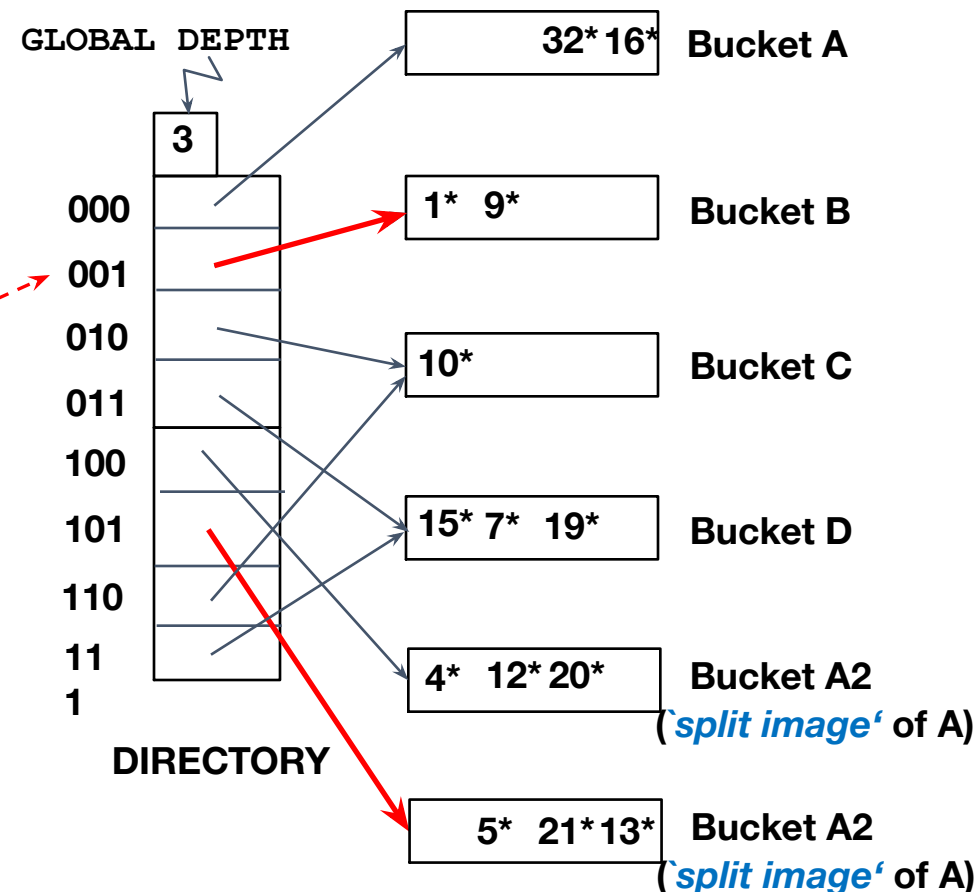 GLOBAL DEPTH
3
000
001
010
011
100
101
110
11
1
DIRECTORY
32* 16*
Bucket A
1* 9*
Bucket B
10*
Bucket C
15* 7* 19*
Bucket D
4* 12* 20*
Bucket A2
(`split image‘ of A)
5* 21* 13*
Bucket A2
(`split image‘ of A)